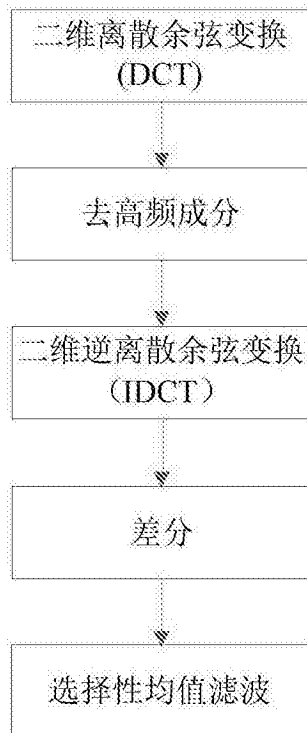 二维离散余弦变换
(DCT)
去高频成分
二维逆离散余弦变换
（IDCT）
差分
选择性均值滤波